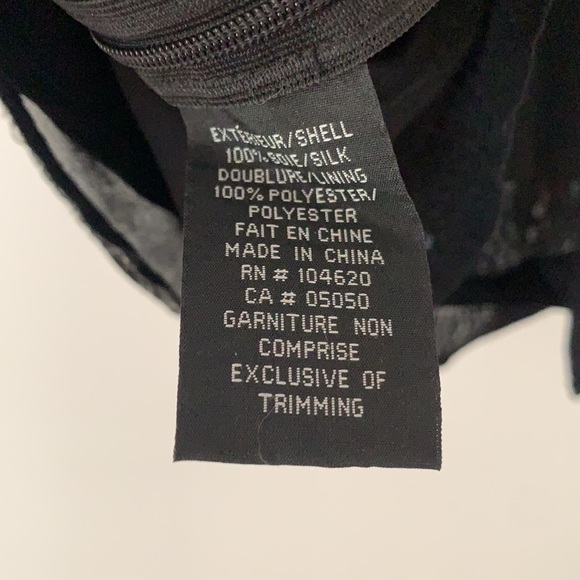 EXTÉRIEUR/SHELL
100% SOIE/SILK
DOUBLURE/LINING
100% POLYESTER/
POLYESTER
FAIT EN CHINE
MADE IN CHINA
RN # 104620
CA # 05050
GARNITURE NON
COMPRISE
EXCLUSIVE OF
TRIMMING